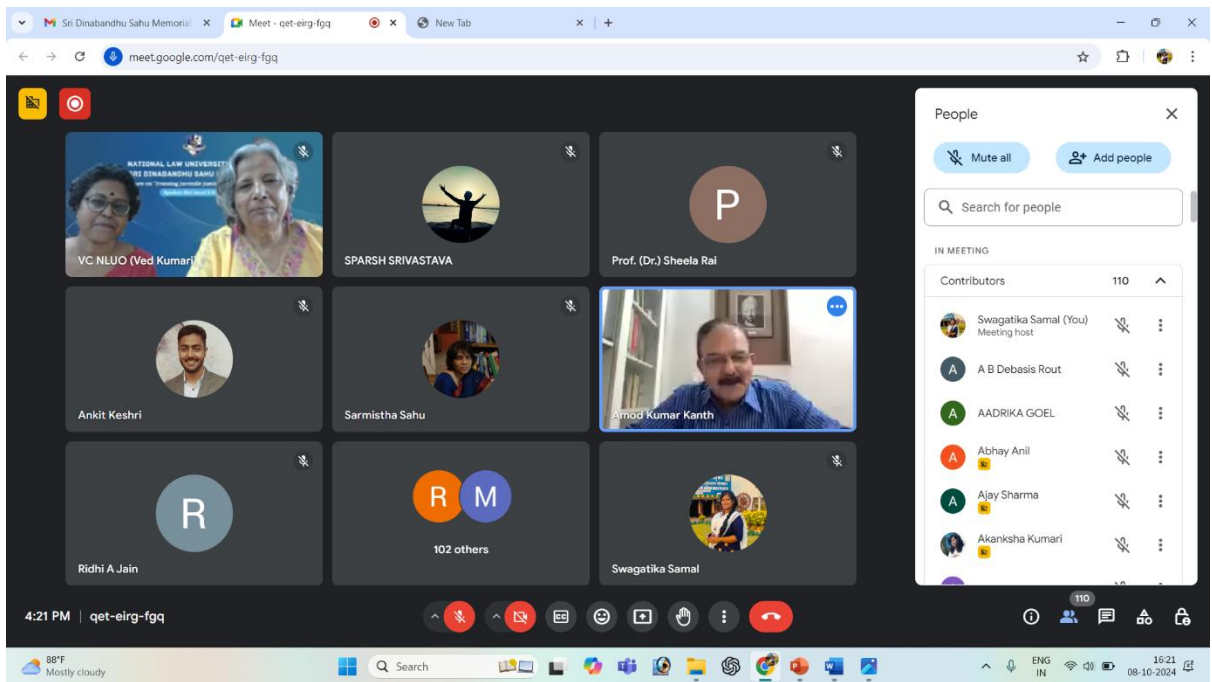 Sri Dinabandhu Sahu Memorial
Meet - qet-eirg-fgq
New Tab
meet.google.com/qet-eirg-fgq
NATIONAL LAW UNIVERSIT
SRI DINABANDHU SAHU
VC NLUO (Ved Kumari)
SPARSH SRIVASTAVA
P
Prof. (Dr.) Sheela Rai
Ankit Keshri
Sarmistha Sahu
Amod Kumar Kanth
R
Ridhi A Jain
R M
102 others
Swagatika Samal
People
Mute all
Add people
Search for people
IN MEETING
Contributors 110
Swagatika Samal (You)
Meeting host
A A B Debasis Rout
A AADRIKA GOEL
A Abhay Anil
A Ajay Sharma
Akanksha Kumari
4:21 PM | qet-eirg-fgq
CC
110
88°F
Mostly cloudy
Search
ENG
IN
16:21
08-10-2024